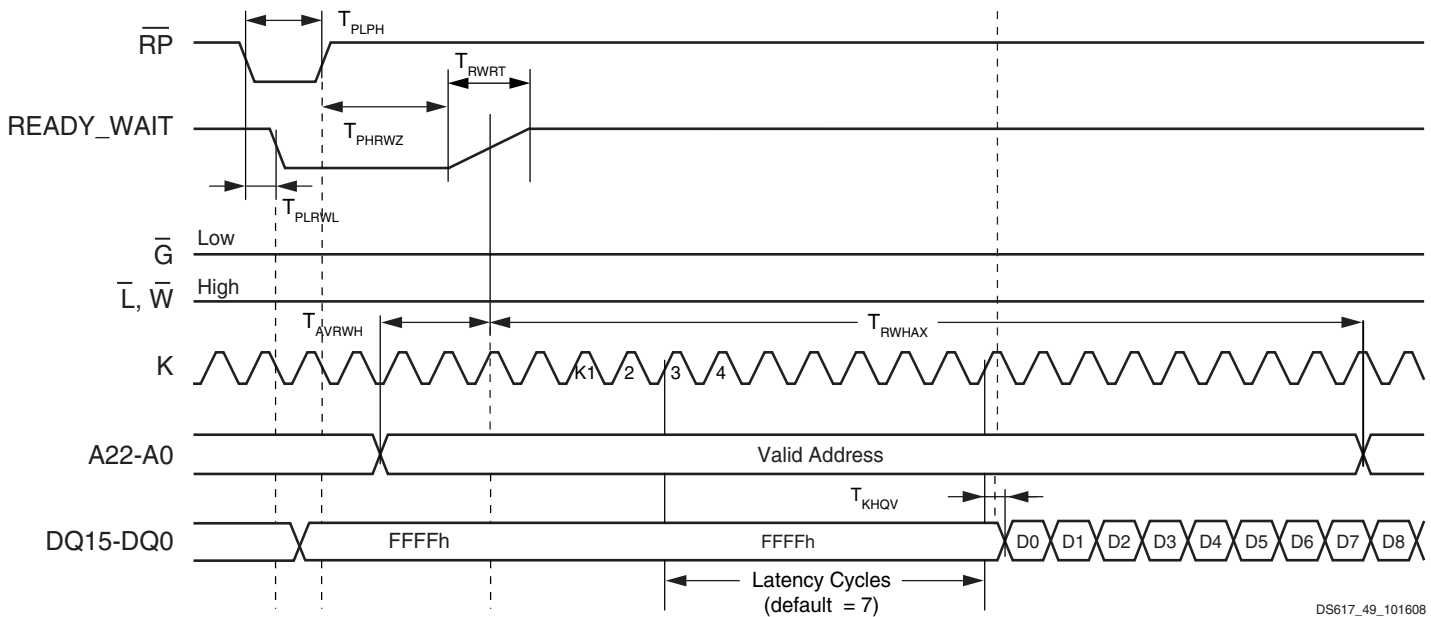 T_PLPH
R̅P̅
T_RWRT
READY_WAIT
T_PHRWZ
T_PLRWL
G̅ Low
L̅, W̅ High
T_AVRWH T_RWHAX
K K1 2 3 4
A22-A0 Valid Address
T_KHQV
DQ15-DQ0 FFFFh FFFFh D0 D1 D2 D3 D4 D5 D6 D7 D8
Latency Cycles
(default = 7)
DS617_49_101608